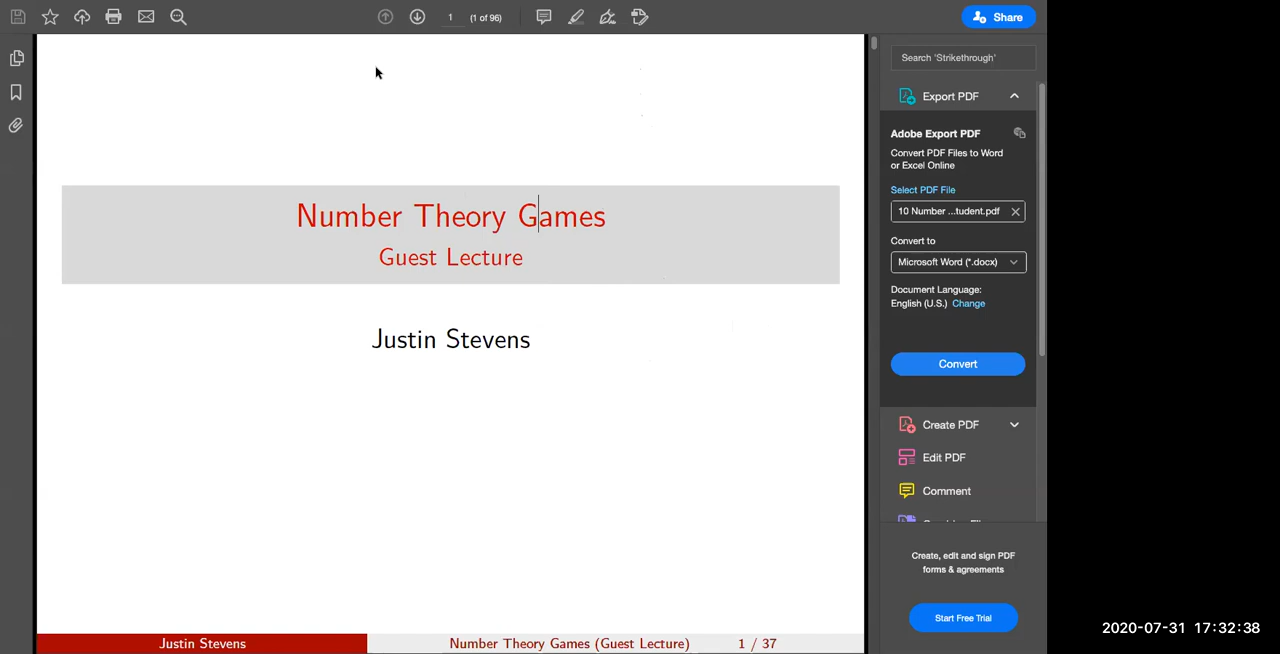 1 (1 of 96)
Share
Search 'Strikethrough'
Export PDF
Adobe Export PDF
Convert PDF Files to Word
or Excel Online
Select PDF File
10 Number ...tudent.pdf
Convert to
Microsoft Word (*.docx)
Document Language:
English (U.S.) Change
Convert
Create PDF
Edit PDF
Comment
Create, edit and sign PDF
forms & agreements
Start Free Trial
Number Theory Games
Guest Lecture
Justin Stevens
Justin Stevens
Number Theory Games (Guest Lecture)
1 / 37
2020-07-31 17:32:38